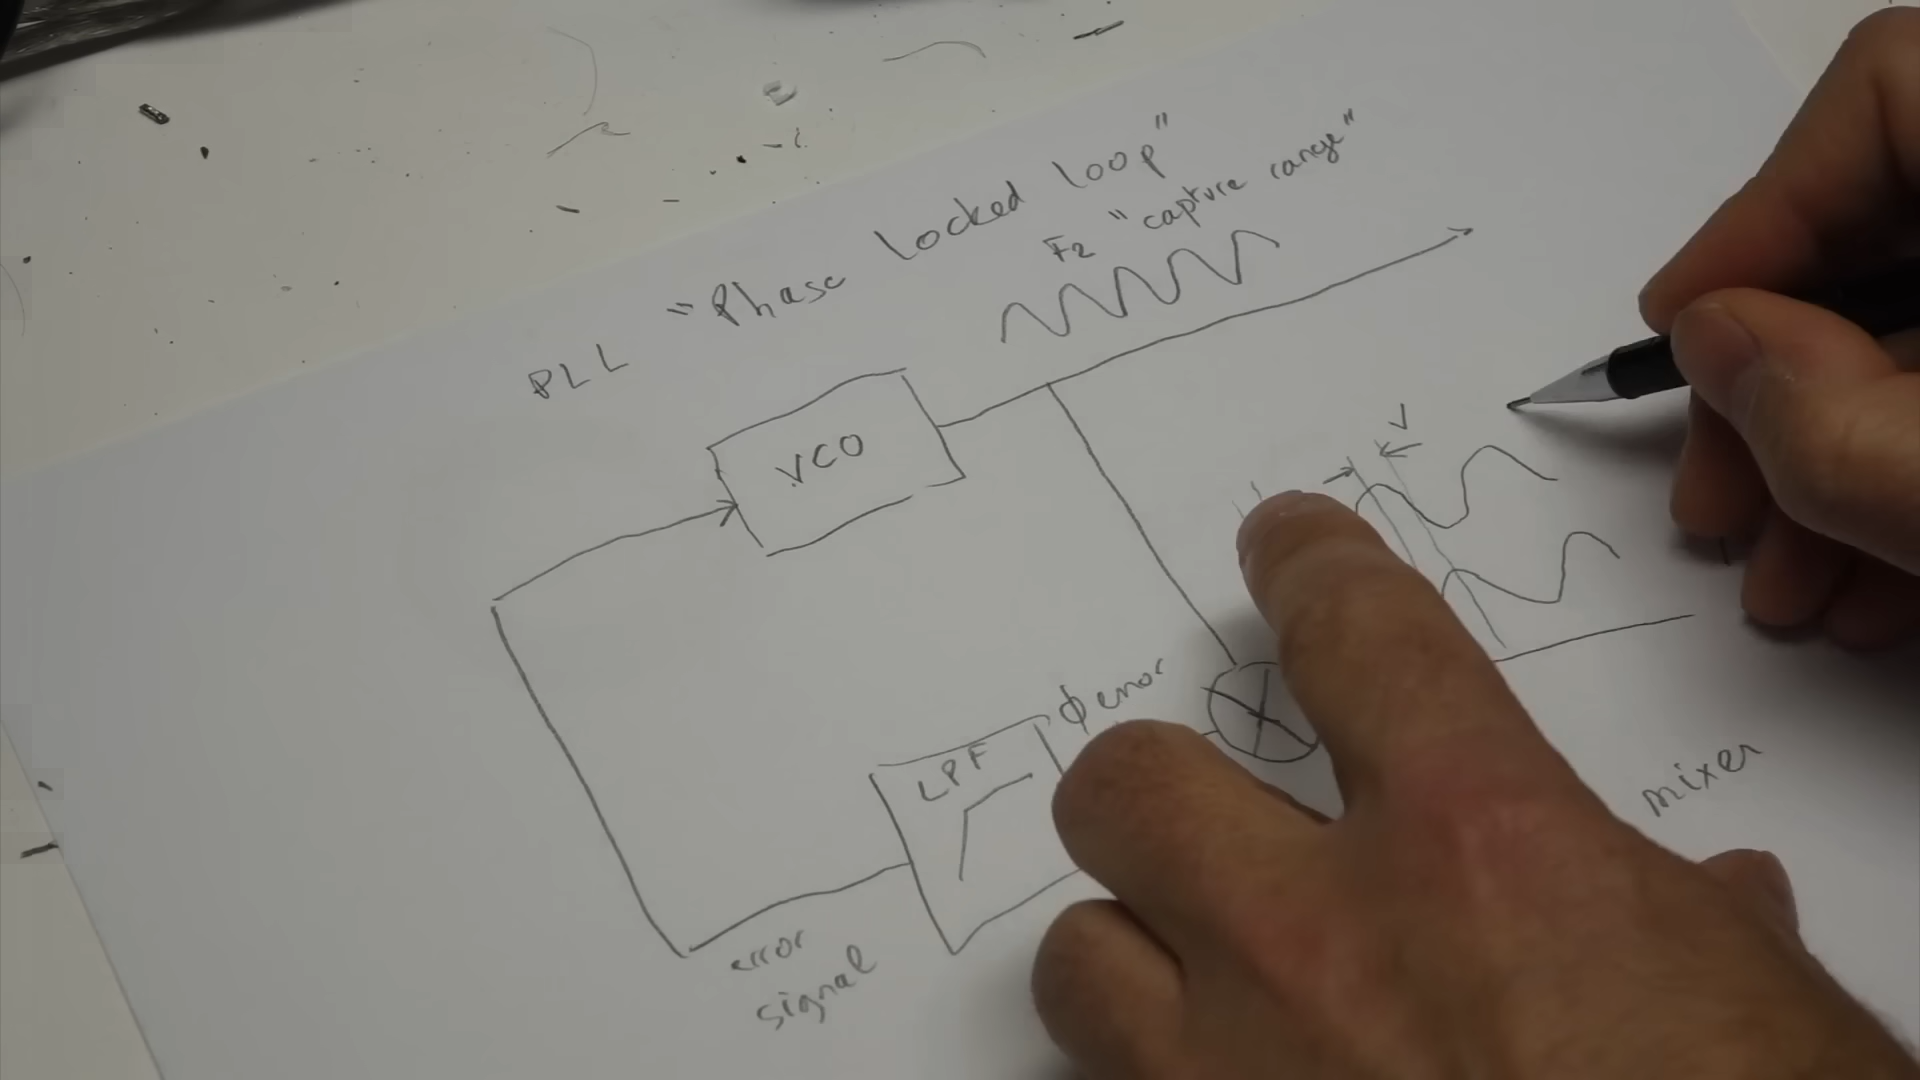 PLL "Phase Locked loop"
F2 "capture range"
VCO
V
LPF
ϕ error
mixer
error
signal